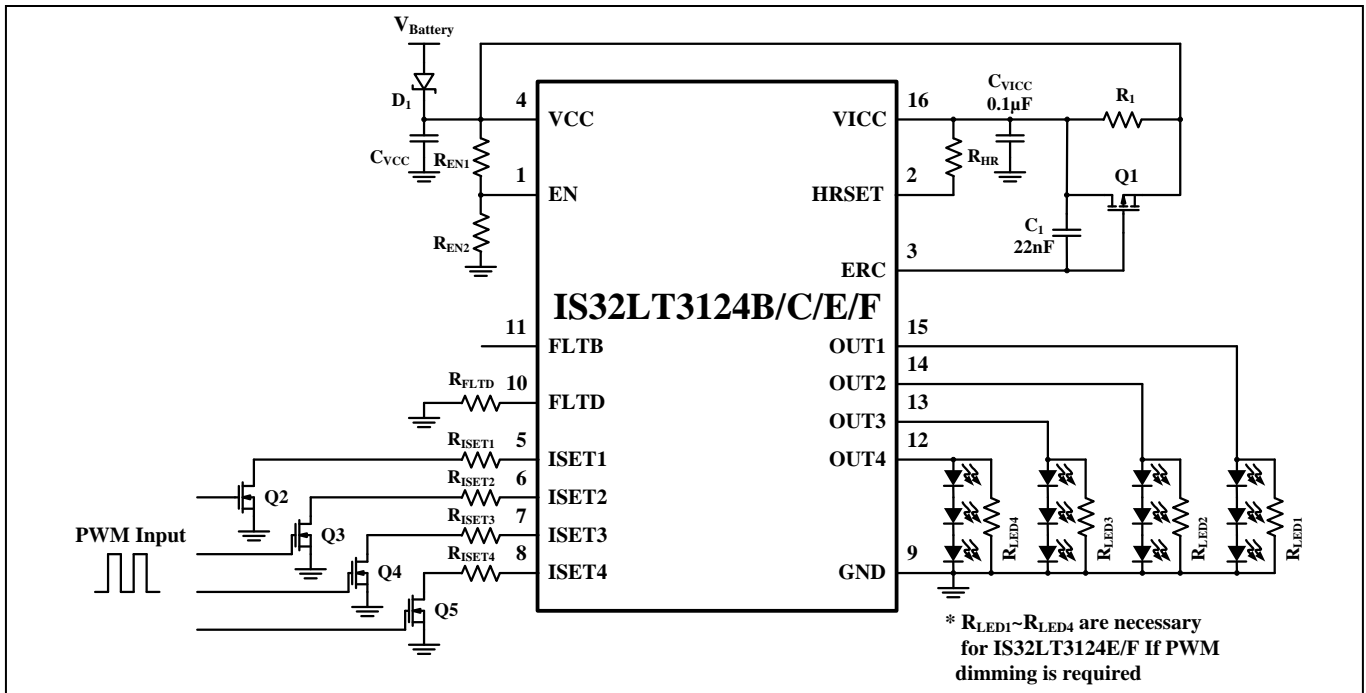 VBattery
D1
CVCC
REN1
REN2
4
VCC
1
EN
11
FLTB
RFLTD
10
FLTD
RISET1
5
ISET1
RISET2
6
ISET2
RISET3
7
ISET3
RISET4
8
ISET4
Q2
Q3
Q4
Q5
PWM Input
IS32LT3124B/C/E/F
16
VICC
CVICC
0.1µF
R1
RHR
2
HRSET
Q1
C1
22nF
3
ERC
15
OUT1
14
OUT2
13
OUT3
12
OUT4
9
GND
RLED4
RLED3
RLED2
RLED1
* RLED1~RLED4 are necessary
for IS32LT3124E/F If PWM
dimming is required